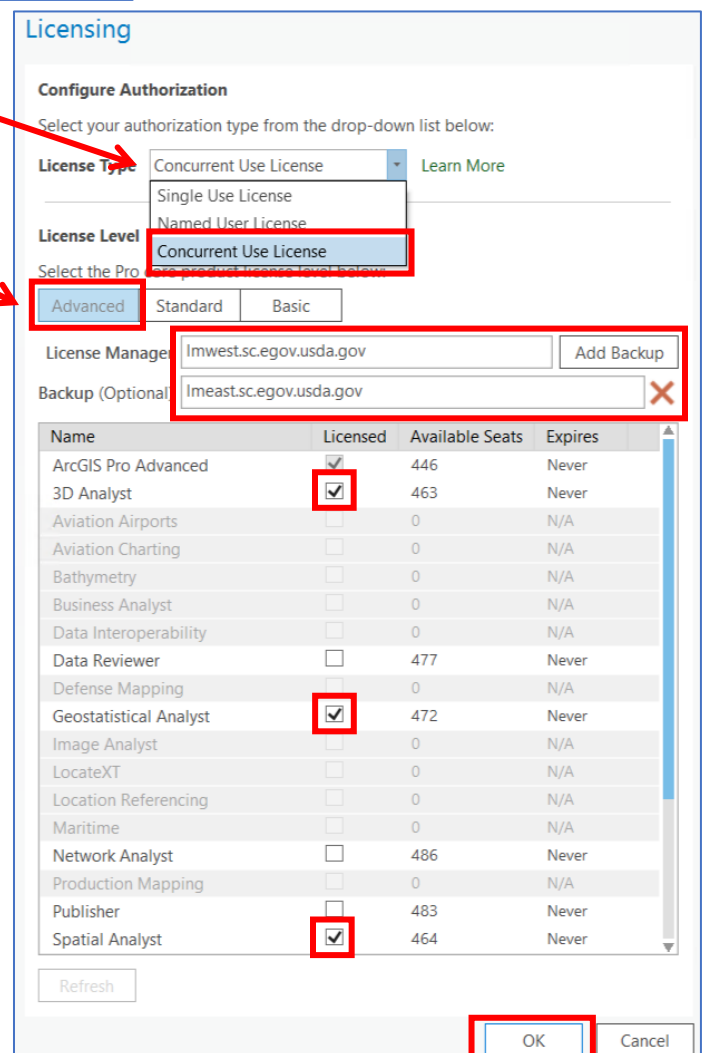 Licensing
Configure Authorization
Select your authorization type from the drop-down list below:
License Type Concurrent Use License Learn More
Single Use License
Named User License
License Level
Concurrent Use License
Select the Pro core product license level below:
Advanced Standard Basic
License Manager lmwest.sc.egov.usda.gov Add Backup
Backup (Optional) lmeast.sc.egov.usda.gov
Name Licensed Available Seats Expires
ArcGIS Pro Advanced 446 Never
3D Analyst 463 Never
Aviation Airports 0 N/A
Aviation Charting 0 N/A
Bathymetry 0 N/A
Business Analyst 0 N/A
Data Interoperability 0 N/A
Data Reviewer 477 Never
Defense Mapping 0 N/A
Geostatistical Analyst 472 Never
Image Analyst 0 N/A
LocateXT 0 N/A
Location Referencing 0 N/A
Maritime 0 N/A
Network Analyst 486 Never
Production Mapping 0 N/A
Publisher 483 Never
Spatial Analyst 464 Never
Refresh
OK Cancel